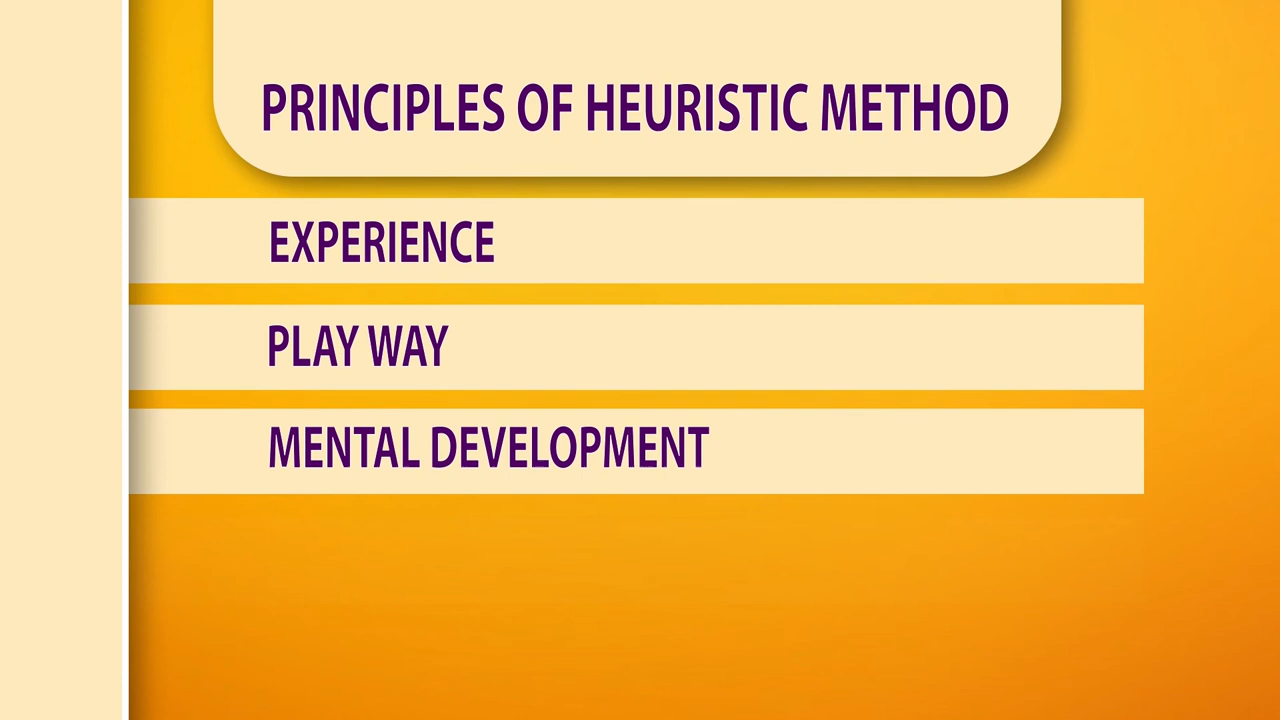 PRINCIPLES OF HEURISTIC METHOD
EXPERIENCE
PLAY WAY
MENTAL DEVELOPMENT